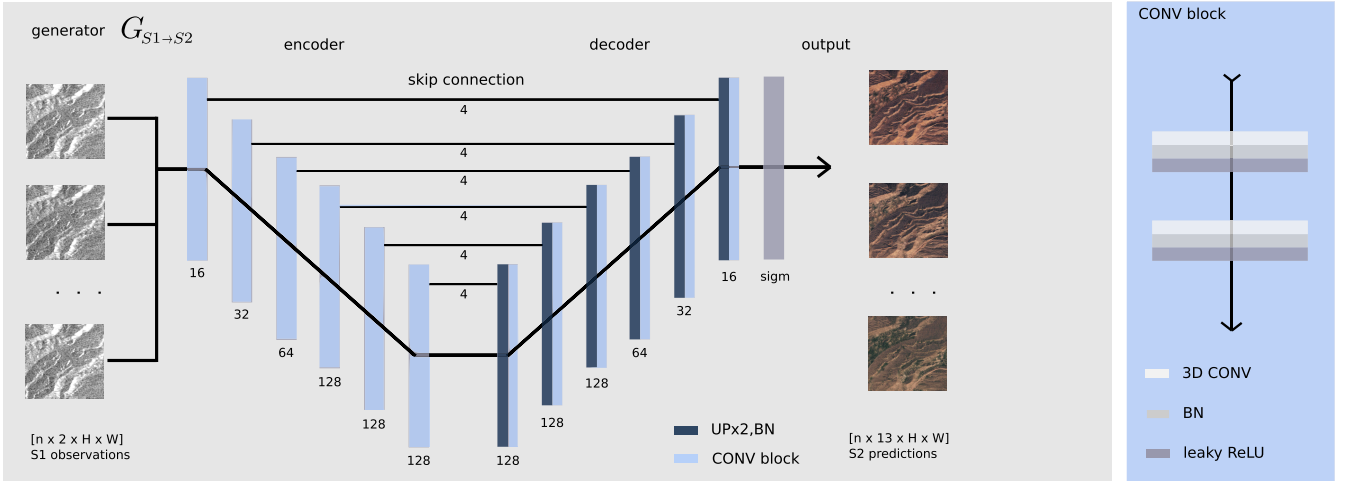 generator G_{S1→S2}
encoder
decoder
output
skip connection
4
4
4
4
4
4
16
32
64
128
128
128
128
128
128
64
32
16
sigm
. . .
. . .
[n x 2 x H x W]
S1 observations
UPx2,BN
CONV block
[n x 13 x H x W]
S2 predictions
CONV block
3D CONV
BN
leaky ReLU